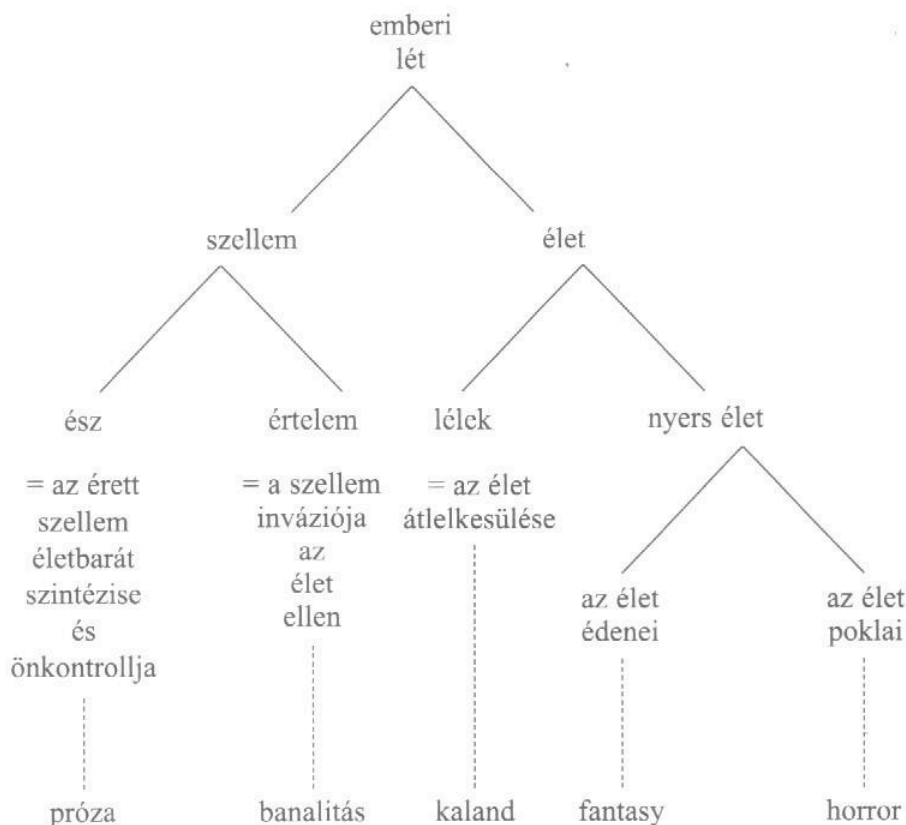 emberi
lét
szellem
élet
ész
értelem
lélek
nyers élet
= az érett
szellem
életbarát
szintézise
és
önkontrollja
= a szellem
inváziója
az
élet
ellen
= az élet
átlelkesülése
az élet
édenei
az élet
poklai
próza
banalitás
kaland
fantasy
horror